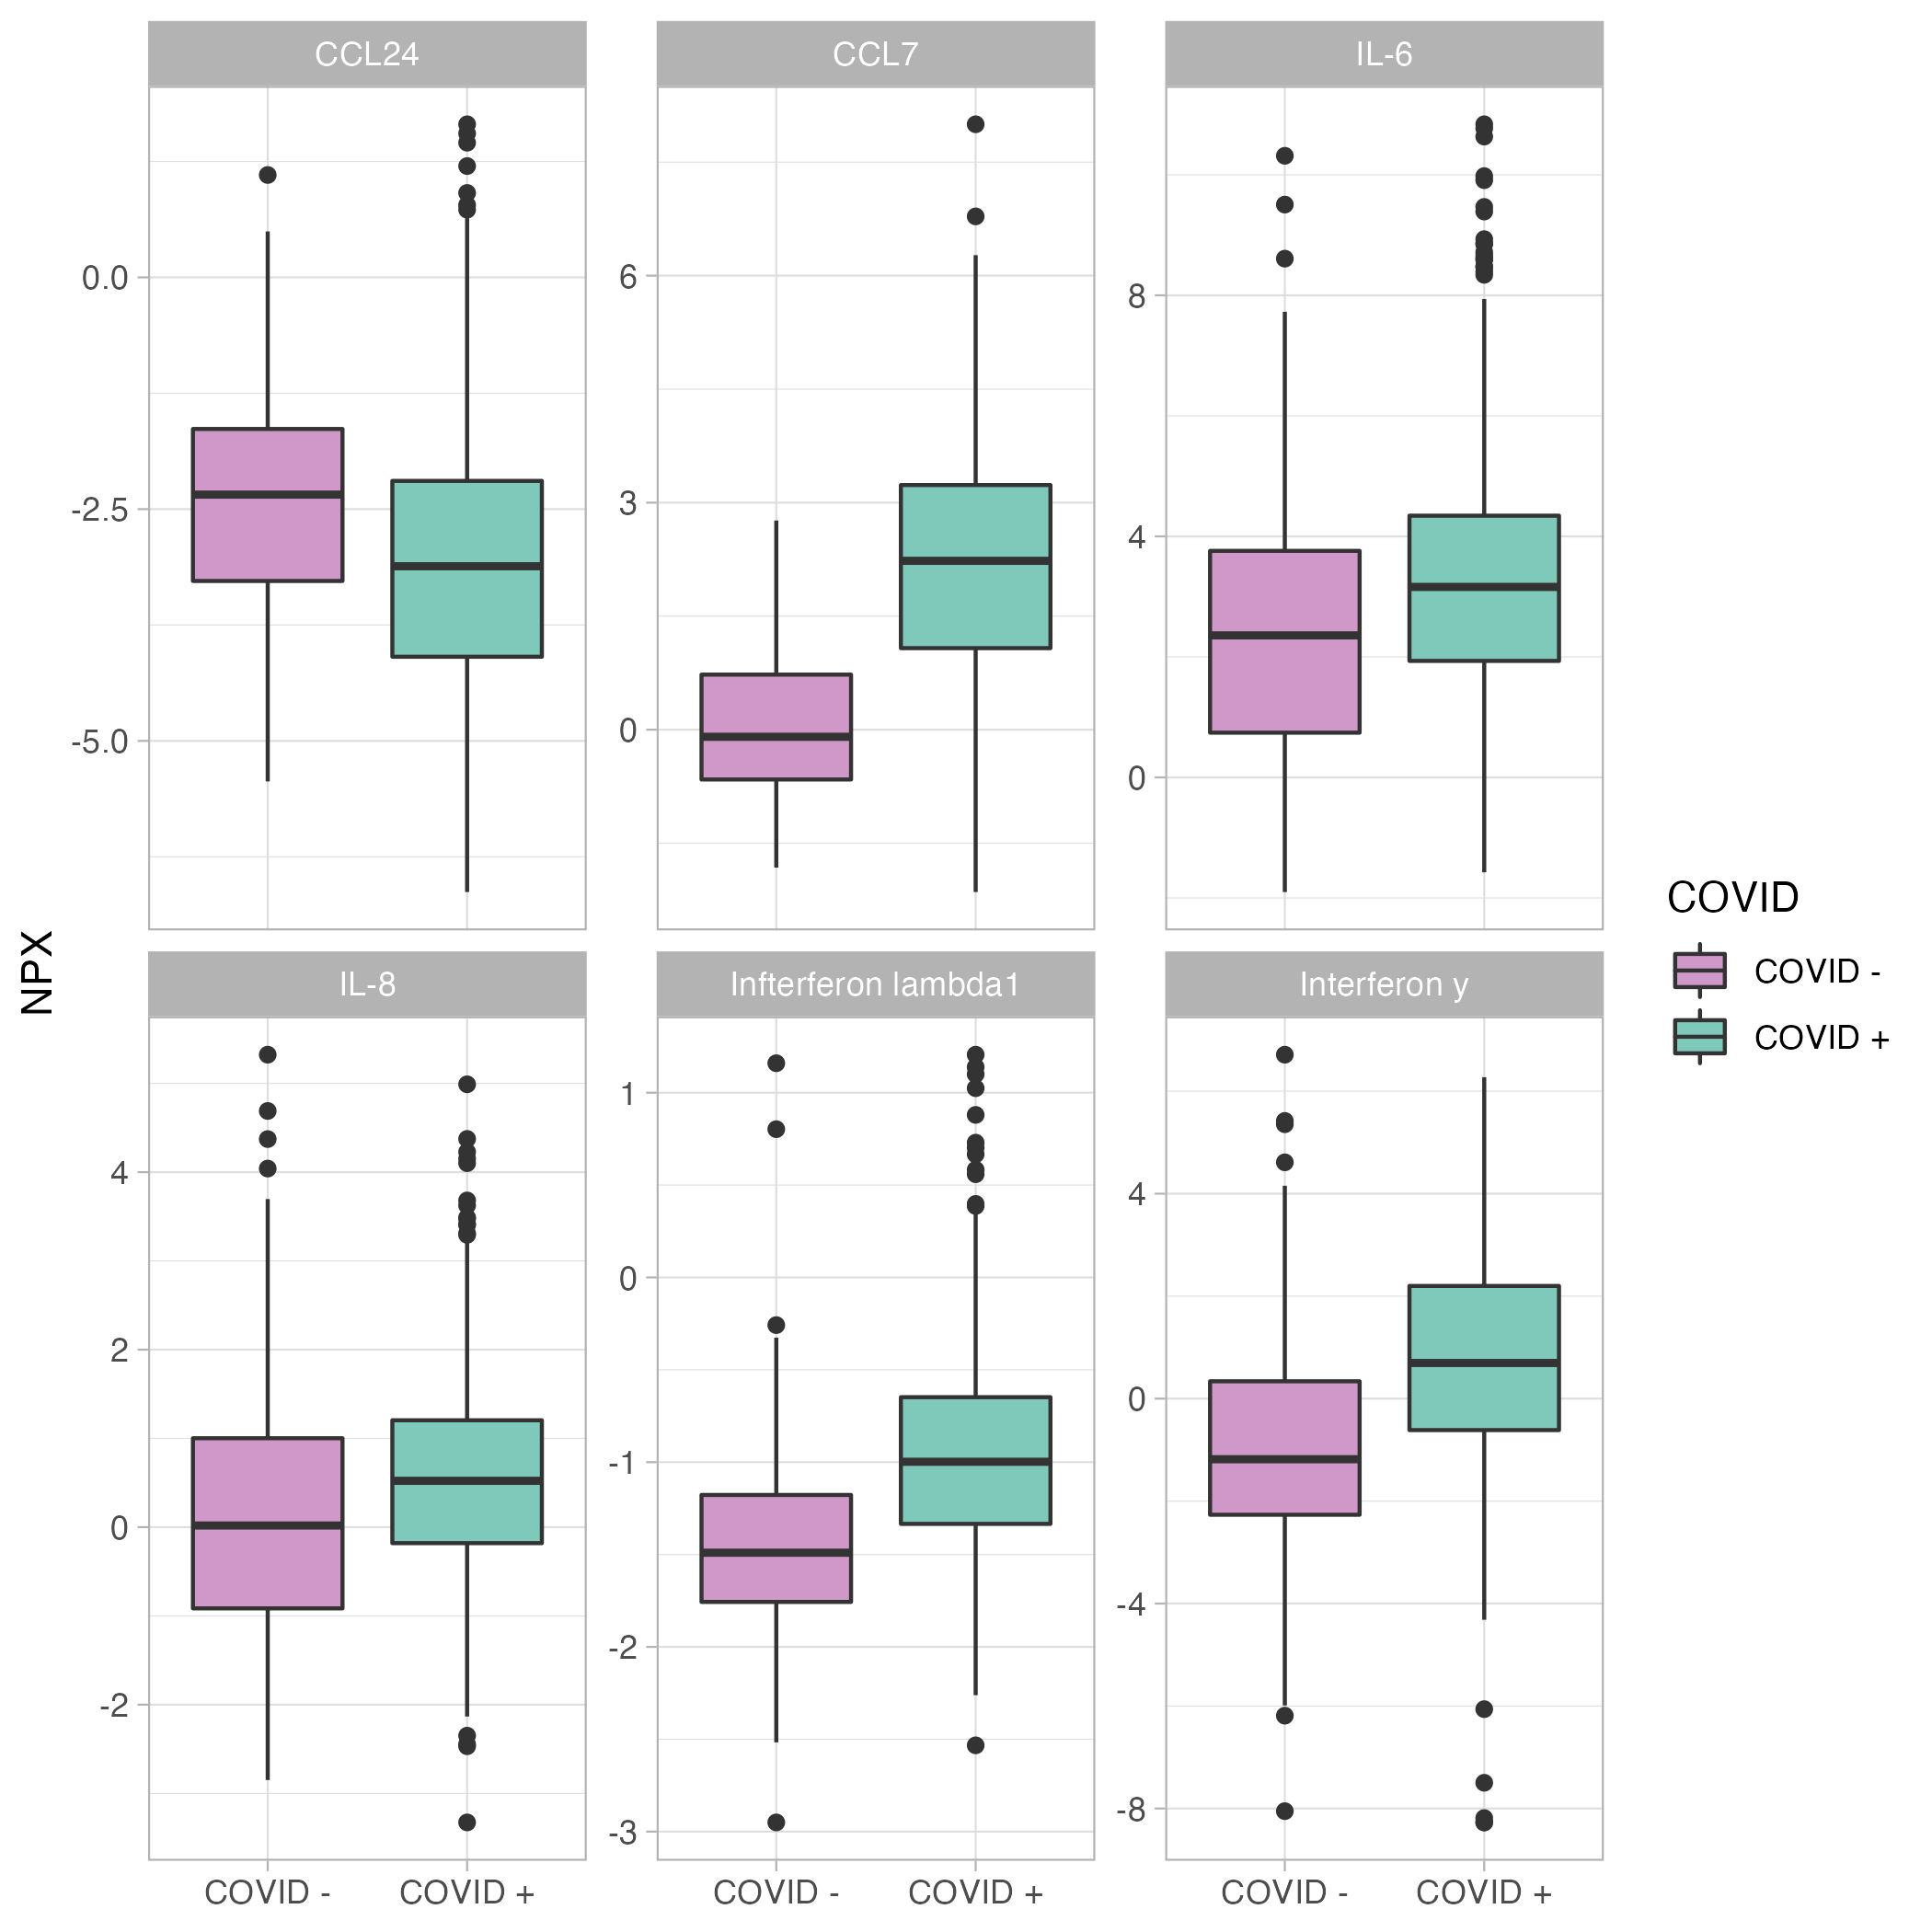 CCL24
CCL7
IL-6
0.0
-2.5
-5.0
6
3
0
8
4
0
NPX
IL-8
Infterferon lambda1
Interferon y
4
2
0
-2
1
0
-1
-2
-3
4
0
-4
-8
COVID -
COVID +
COVID -
COVID +
COVID -
COVID +
COVID
COVID -
COVID +